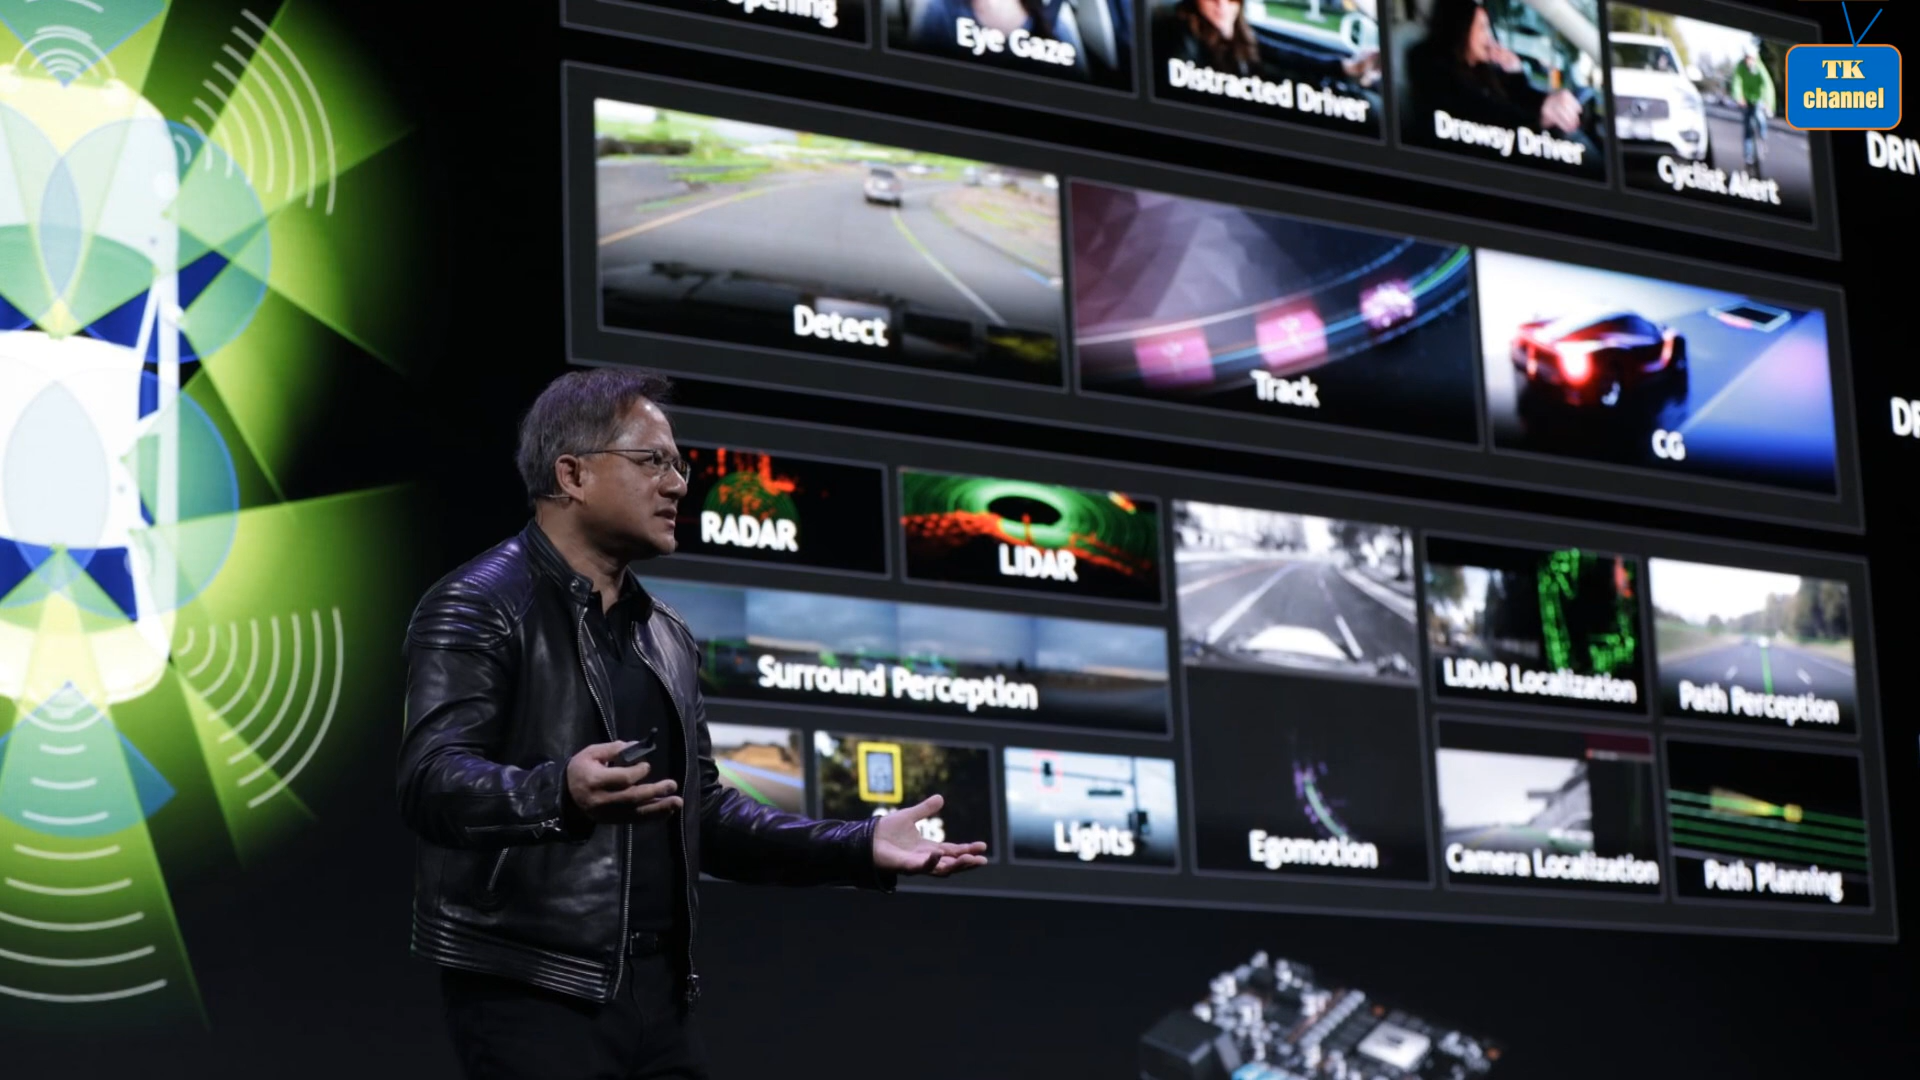 Opening
Eye Gaze
Distracted Driver
Drowsy Driver
Cyclist Alert
TK
channel
Detect
Track
CG
RADAR
LIDAR
Surround Perception
LIDAR Localization
Path Perception
Lights
Egomotion
Camera Localization
Path Planning